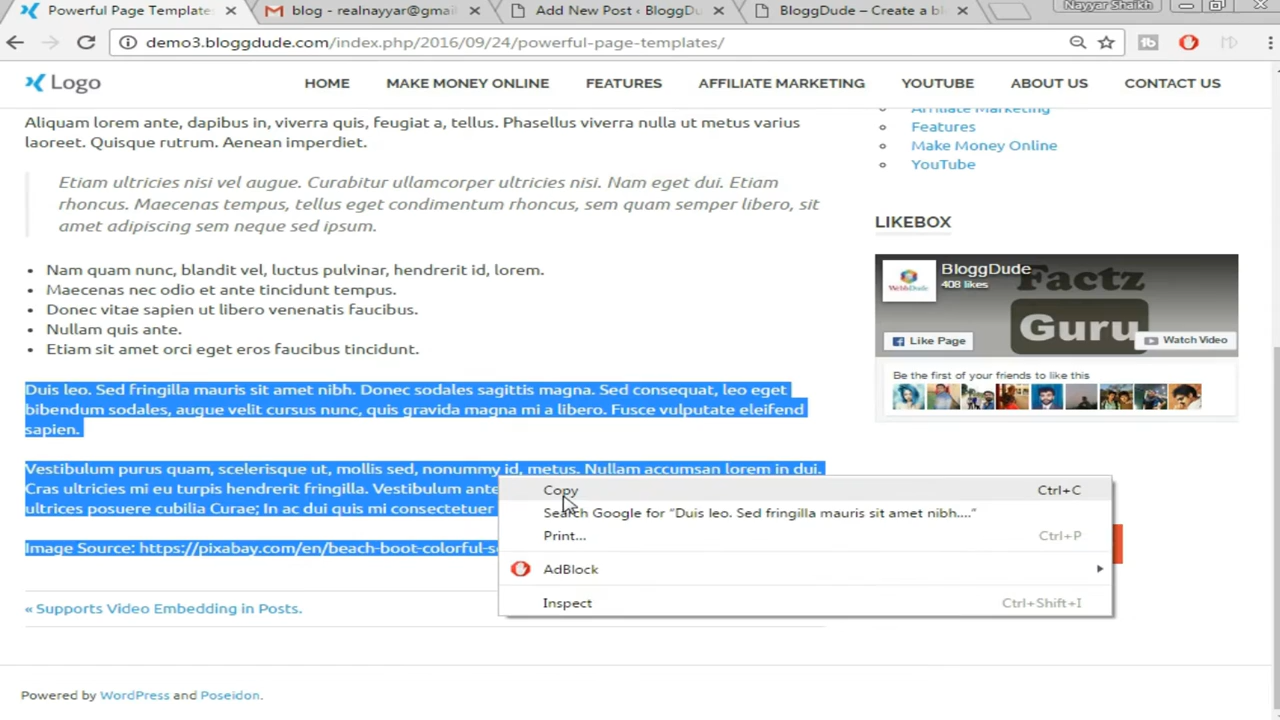 Powerful Page Template
blog - realnayyar@gmai
Add New Post ‹ BloggDu
BloggDude – Create a bl
Nayyar Shaikh
demo3.bloggdude.com/index.php/2016/09/24/powerful-page-templates/
Logo
HOME
MAKE MONEY ONLINE
FEATURES
AFFILIATE MARKETING
YOUTUBE
ABOUT US
CONTACT US
Aliquam lorem ante, dapibus in, viverra quis, feugiat a, tellus. Phasellus viverra nulla ut metus varius
laoreet. Quisque rutrum. Aenean imperdiet.
Etiam ultricies nisi vel augue. Curabitur ullamcorper ultricies nisi. Nam eget dui. Etiam
rhoncus. Maecenas tempus, tellus eget condimentum rhoncus, sem quam semper libero, sit
amet adipiscing sem neque sed ipsum.
• Nam quam nunc, blandit vel, luctus pulvinar, hendrerit id, lorem.
• Maecenas nec odio et ante tincidunt tempus.
• Donec vitae sapien ut libero venenatis faucibus.
• Nullam quis ante.
• Etiam sit amet orci eget eros faucibus tincidunt.
Duis leo. Sed fringilla mauris sit amet nibh. Donec sodales sagittis magna. Sed consequat, leo eget
bibendum sodales, augue velit cursus nunc, quis gravida magna mi a libero. Fusce vulputate eleifend
sapien.
Vestibulum purus quam, scelerisque ut, mollis sed, nonummy id, metus. Nullam accumsan lorem in dui.
Cras ultricies mi eu turpis hendrerit fringilla. Vestibulum ante
ultrices posuere cubilia Curae; In ac dui quis mi consectetuer
Image Source: https://pixabay.com/en/beach-boot-colorful-s
Copy Ctrl+C
Search Google for “Duis leo. Sed fringilla mauris sit amet nibh....”
Print... Ctrl+P
AdBlock
Inspect Ctrl+Shift+I
« Supports Video Embedding in Posts.
Affiliate Marketing
Features
Make Money Online
YouTube
LIKEBOX
BloggDude
408 likes
WebhDude
Factz
Guru
Like Page
Watch Video
Be the first of your friends to like this
Powered by WordPress and Poseidon.